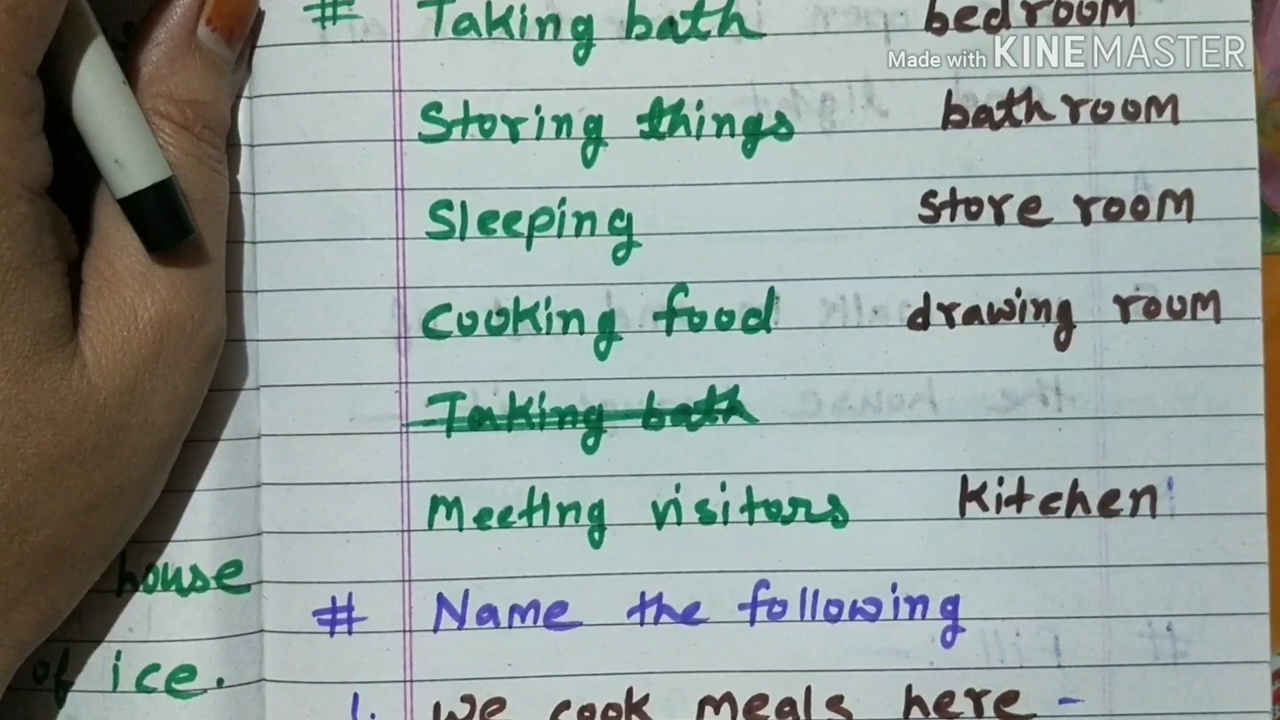 # Taking bath bedroom
Made with KINEMASTER
Storing things bathroom
Sleeping store room
Cooking food drawing room
Taking bath
Meeting visitors Kitchen
house
# Name the following
of ice.
1. We cook meals here -